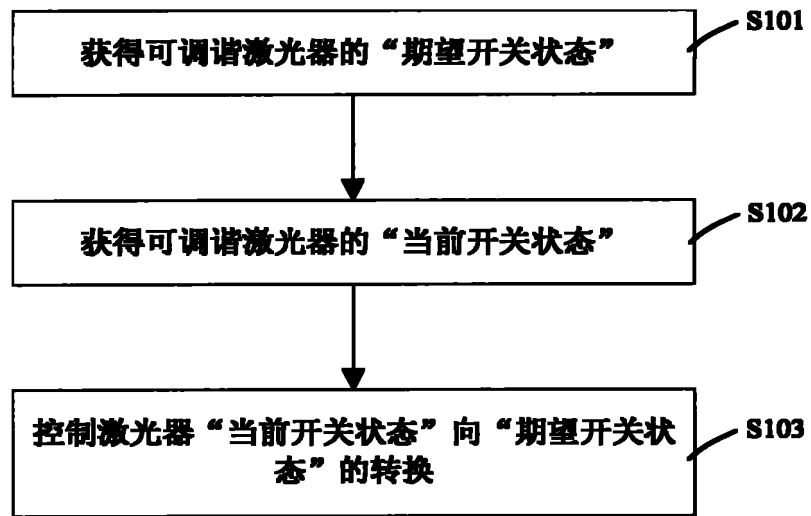 获得可调谐激光器的“期望开关状态”
S101
获得可调谐激光器的“当前开关状态”
S102
控制激光器“当前开关状态”向“期望开关状
态”的转换
S103